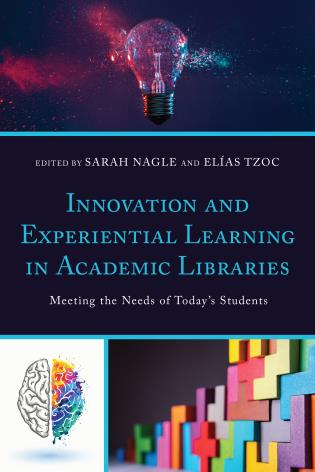 EDITED BY SARAH NAGLE AND ELÍAS TZOC
INNOVATION AND
EXPERIENTIAL LEARNING
IN ACADEMIC LIBRARIES
Meeting the Needs of Today's Students